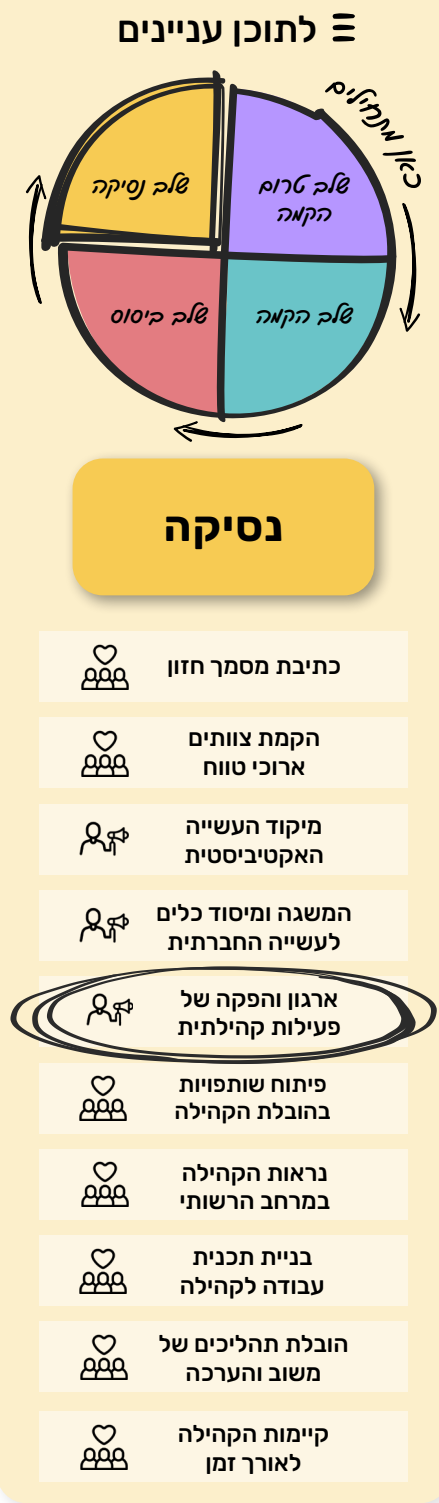 לתוכן עניינים
כאן מתחילים
שלב טרום
הקמה
שלב נסיקה
שלב הקמה
שלב ביסוס
נסיקה
כתיבת מסמך חזון
הקמת צוותים
ארוכי טווח
מיקוד העשייה
האקטיביסטית
המשגה ומיסוד כלים
לעשייה החברתית
ארגון והפקה של
פעילות קהילתית
פיתוח שותפויות
בהובלת הקהילה
נראות הקהילה
במרחב הרשותי
בניית תכנית
עבודה לקהילה
הובלת תהליכים של
משוב והערכה
קיימות הקהילה
לאורך זמן